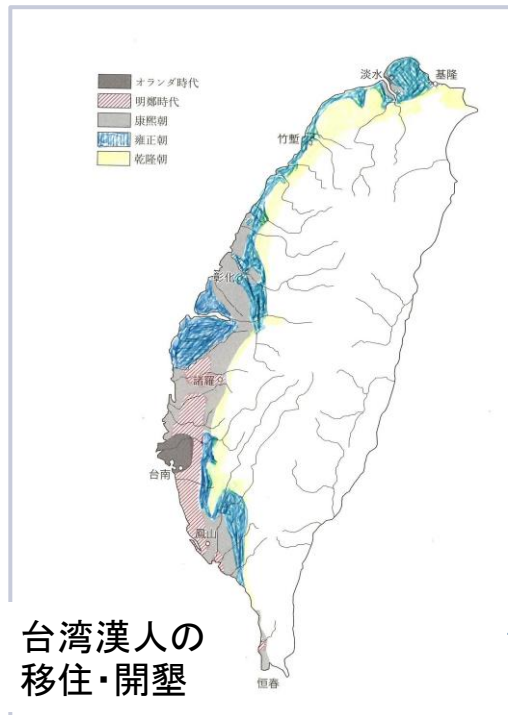 オランダ時代
明鄭時代
康熙朝
雍正朝
乾隆朝
淡水
基隆
竹塹
彰化
諸羅
台南
鳳山
恒春
台湾漢人の
移住・開墾